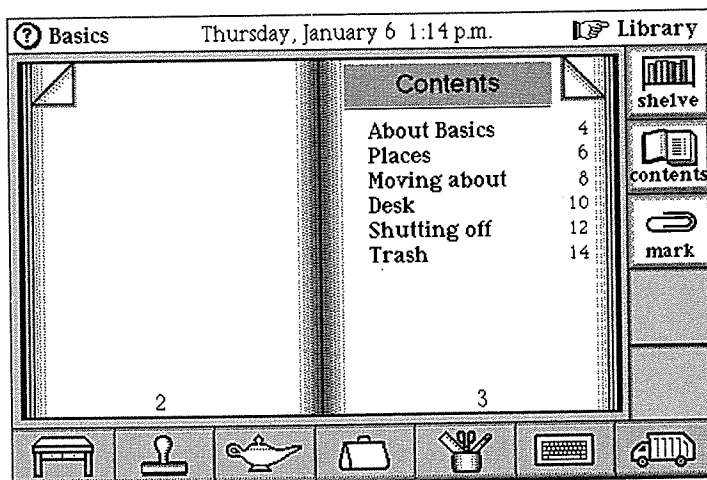 ? Basics Thursday, January 6 1:14 p.m. Library
Contents
About Basics 4
Places 6
Moving about 8
Desk 10
Shutting off 12
Trash 14
2 3
shelve
contents
mark